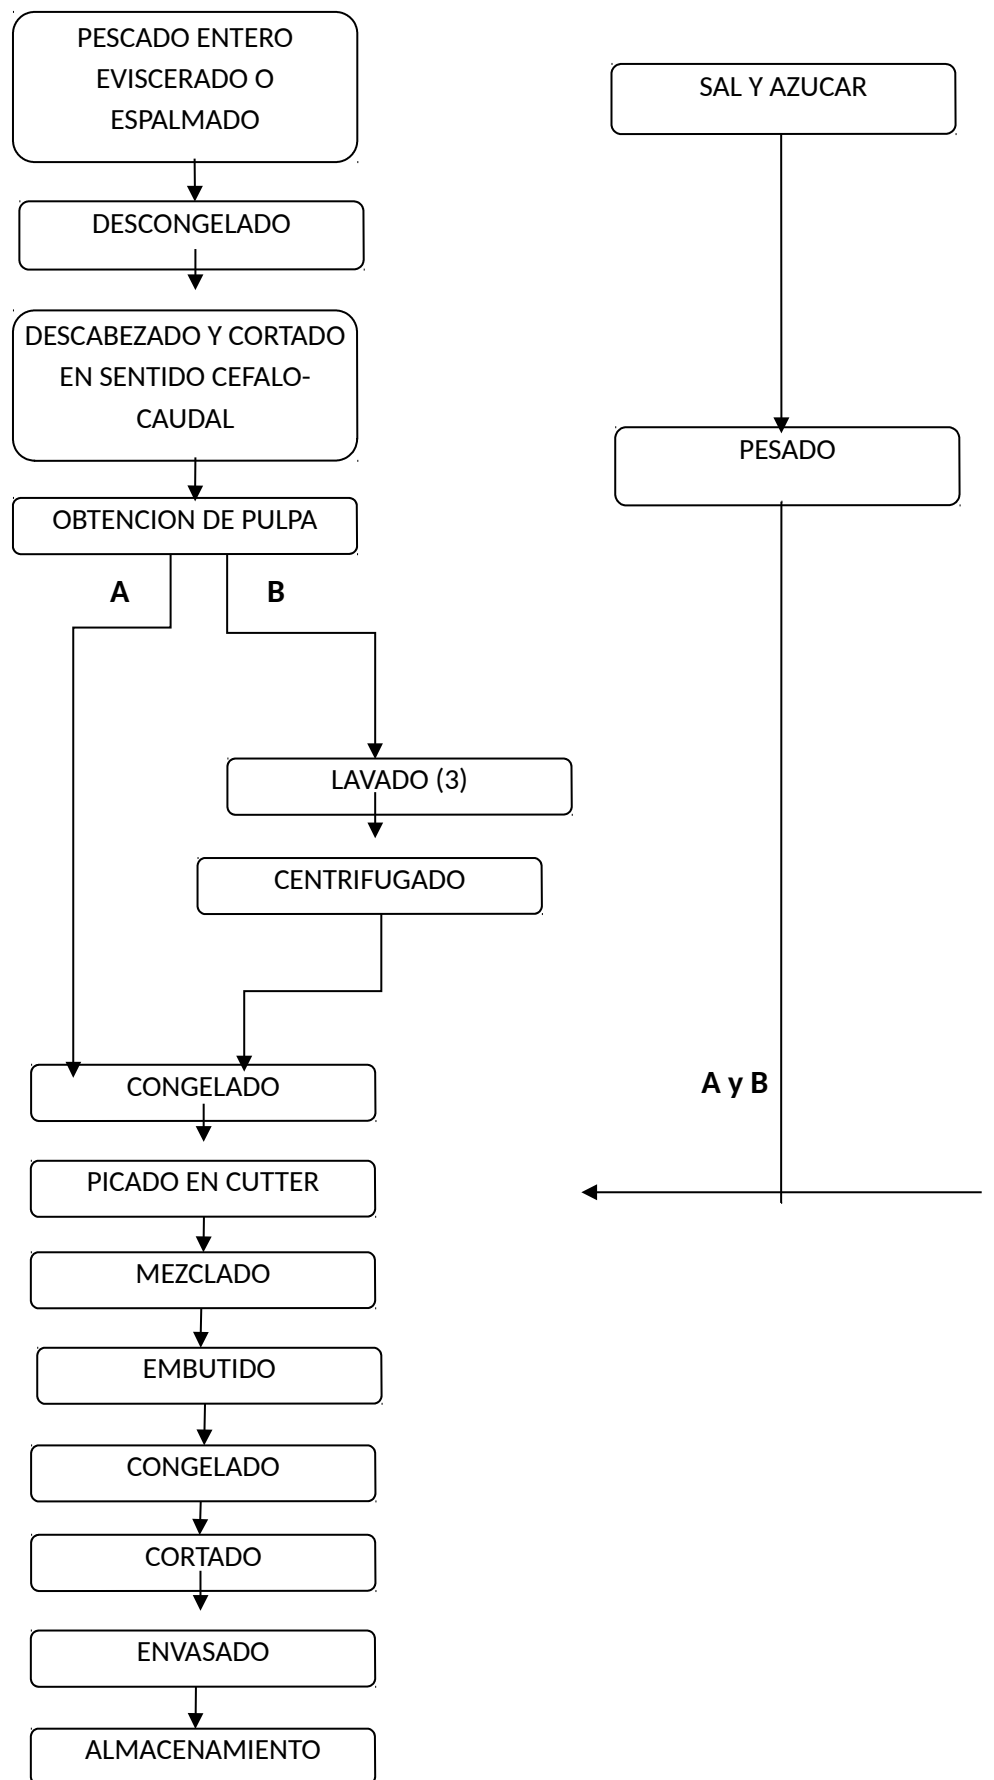 PESCADO ENTERO
EVISCERADO O
ESPALMADO
SAL Y AZUCAR
DESCONGELADO
DESCABEZADO Y CORTADO
EN SENTIDO CEFALO-
CAUDAL
PESADO
OBTENCION DE PULPA
A
B
LAVADO (3)
CENTRIFUGADO
CONGELADO
A y B
PICADO EN CUTTER
MEZCLADO
EMBUTIDO
CONGELADO
CORTADO
ENVASADO
ALMACENAMIENTO